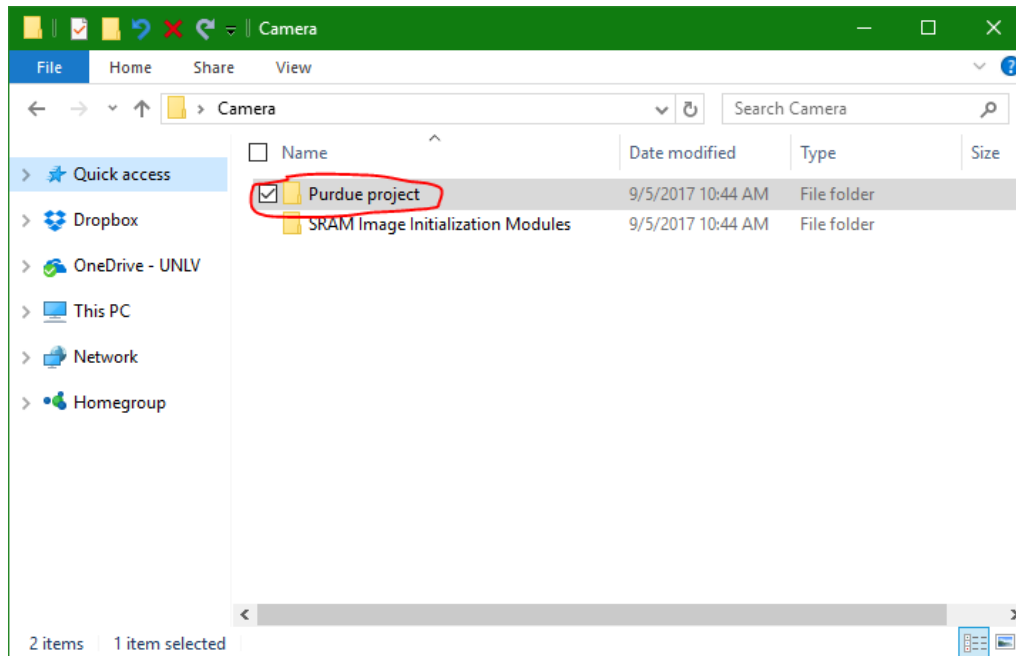 Camera
File Home Share View
Camera Search Camera
Name Date modified Type Size
Quick access
Purdue project 9/5/2017 10:44 AM File folder
Dropbox
SRAM Image Initialization Modules 9/5/2017 10:44 AM File folder
OneDrive - UNLV
This PC
Network
Homegroup
2 items 1 item selected